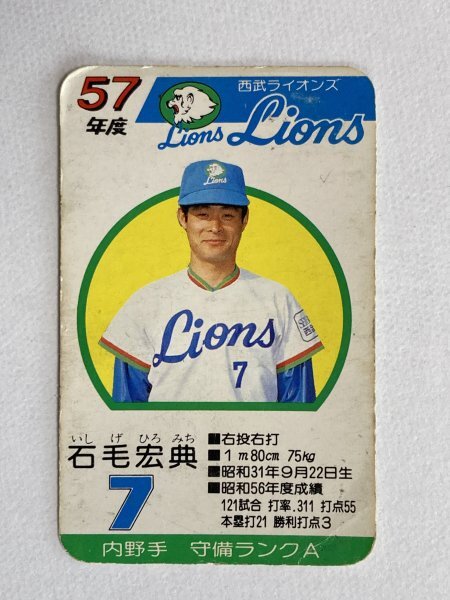 57
年度
西武ライオンズ
Lions
Lions
Lions
7
いし げ ひろ みち
石毛宏典
7
■右投右打
■1m80cm 75kg
■昭和31年9月22日生
■昭和56年度成績
121試合 打率.311 打点55
本塁打21 勝利打点3
内野手 守備ランクA